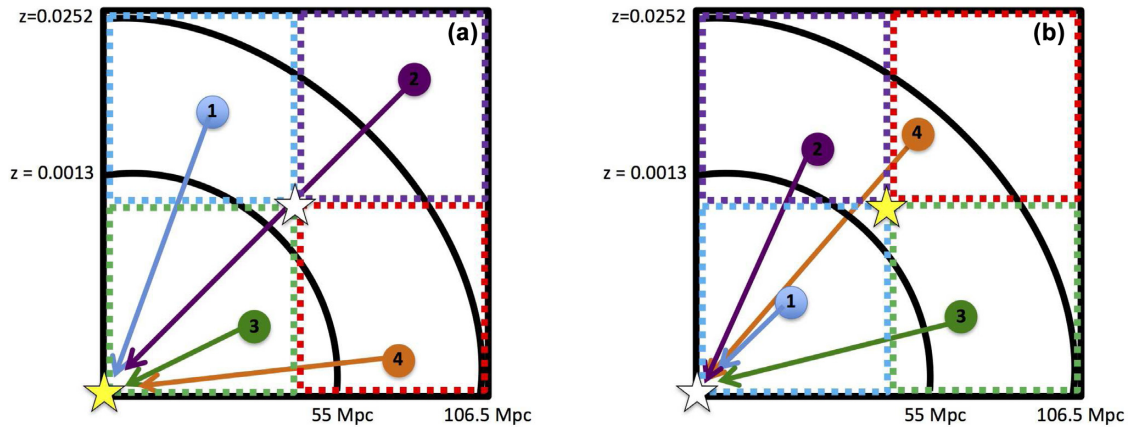 z=0.0252
(a)
2
1
z = 0.0013
3
4
55 Mpc
106.5 Mpc
z=0.0252
(b)
4
2
z = 0.0013
1
3
55 Mpc
106.5 Mpc